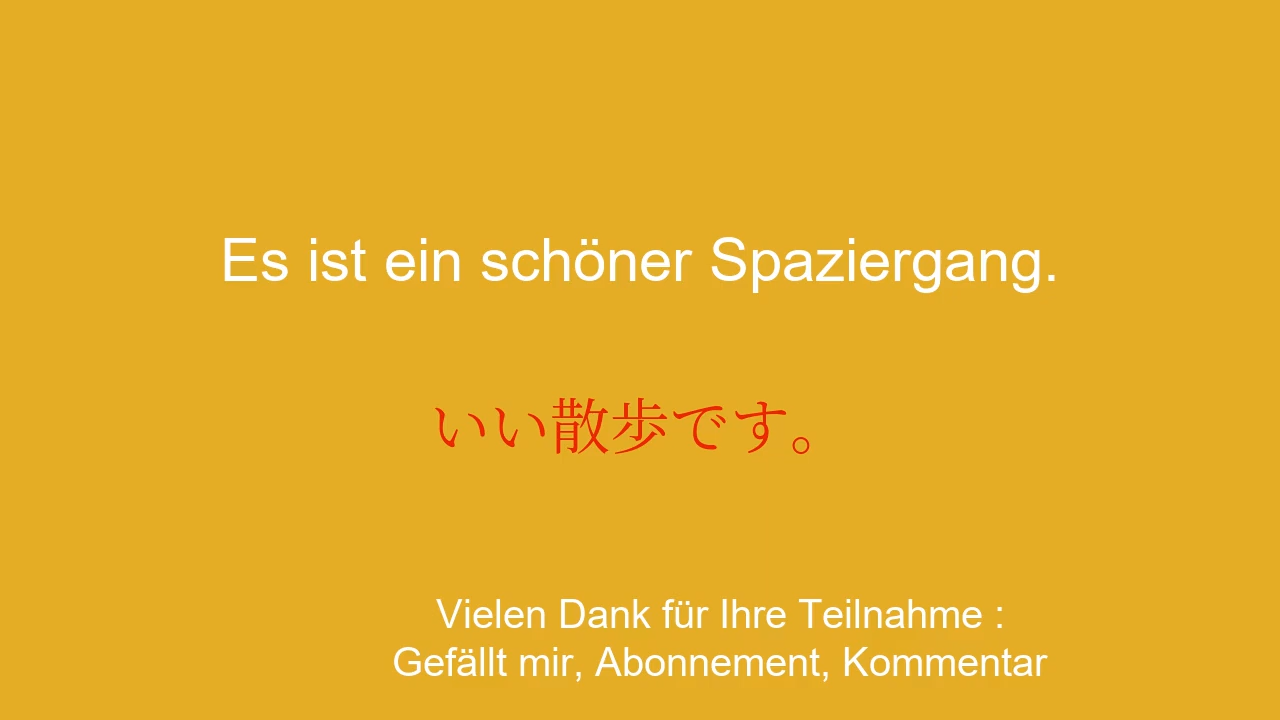 Es ist ein schöner Spaziergang.
いい散歩です。
Vielen Dank für Ihre Teilnahme :
Gefällt mir, Abonnement, Kommentar